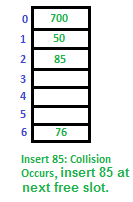 0 700
1 50
2 85
3
4
5
6 76
Insert 85: Collision
Occurs, insert 85 at
next free slot.